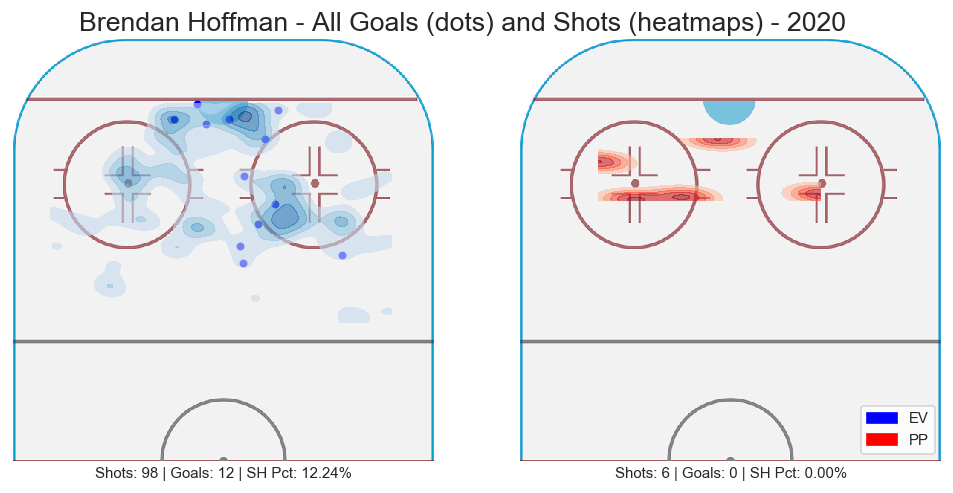 Brendan Hoffman - All Goals (dots) and Shots (heatmaps) - 2020
EV
PP
Shots: 98 | Goals: 12 | SH Pct: 12.24%
Shots: 6 | Goals: 0 | SH Pct: 0.00%